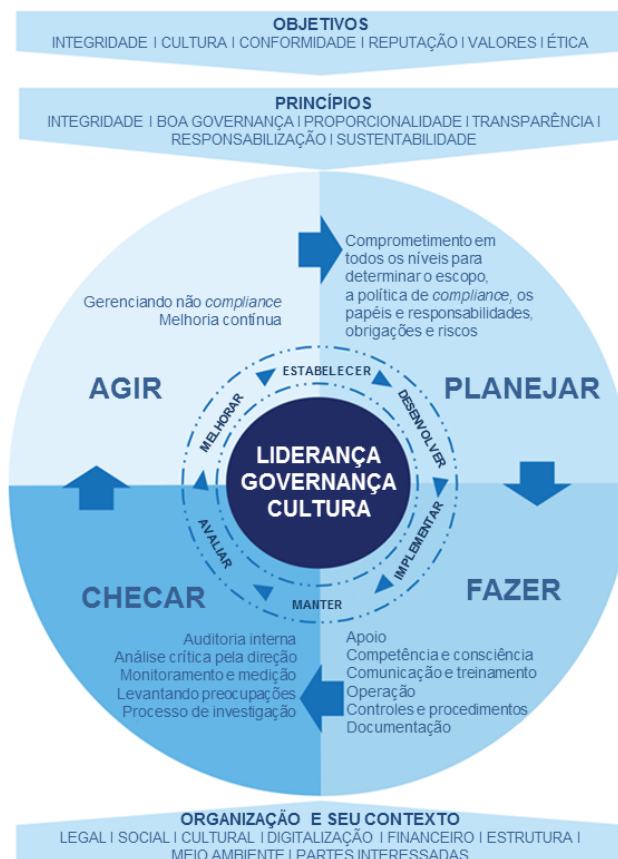 OBJETIVOS
INTEGRIDADE I CULTURA I CONFORMIDADE I REPUTAÇÃO I VALORES I ÉTICA
PRINCÍPIOS
INTEGRIDADE I BOA GOVERNANÇA I PROPORCIONALIDADE I TRANSPARÊNCIA I
RESPONSABILIZAÇÃO I SUSTENTABILIDADE
Comprometimento em
todos os níveis para
determinar o escopo,
a política de compliance, os
papéis e responsabilidades,
obrigações e riscos
Gerenciando não compliance
Melhoria contínua
AGIR
PLANEJAR
ESTABELECER
DESENVOLVER
IMPLEMENTAR
MANTER
AVALIAR
MELHORAR
LIDERANÇA
GOVERNANÇA
CULTURA
CHECAR
FAZER
Auditoria interna
Análise crítica pela direção
Monitoramento e medição
Levantando preocupações
Processo de investigação
Apoio
Competência e consciência
Comunicação e treinamento
Operação
Controles e procedimentos
Documentação
ORGANIZAÇÃO E SEU CONTEXTO
LEGAL I SOCIAL I CULTURAL I DIGITALIZAÇÃO I FINANCEIRO I ESTRUTURA I
MEIO AMBIENTE I PARTES INTERESSADAS